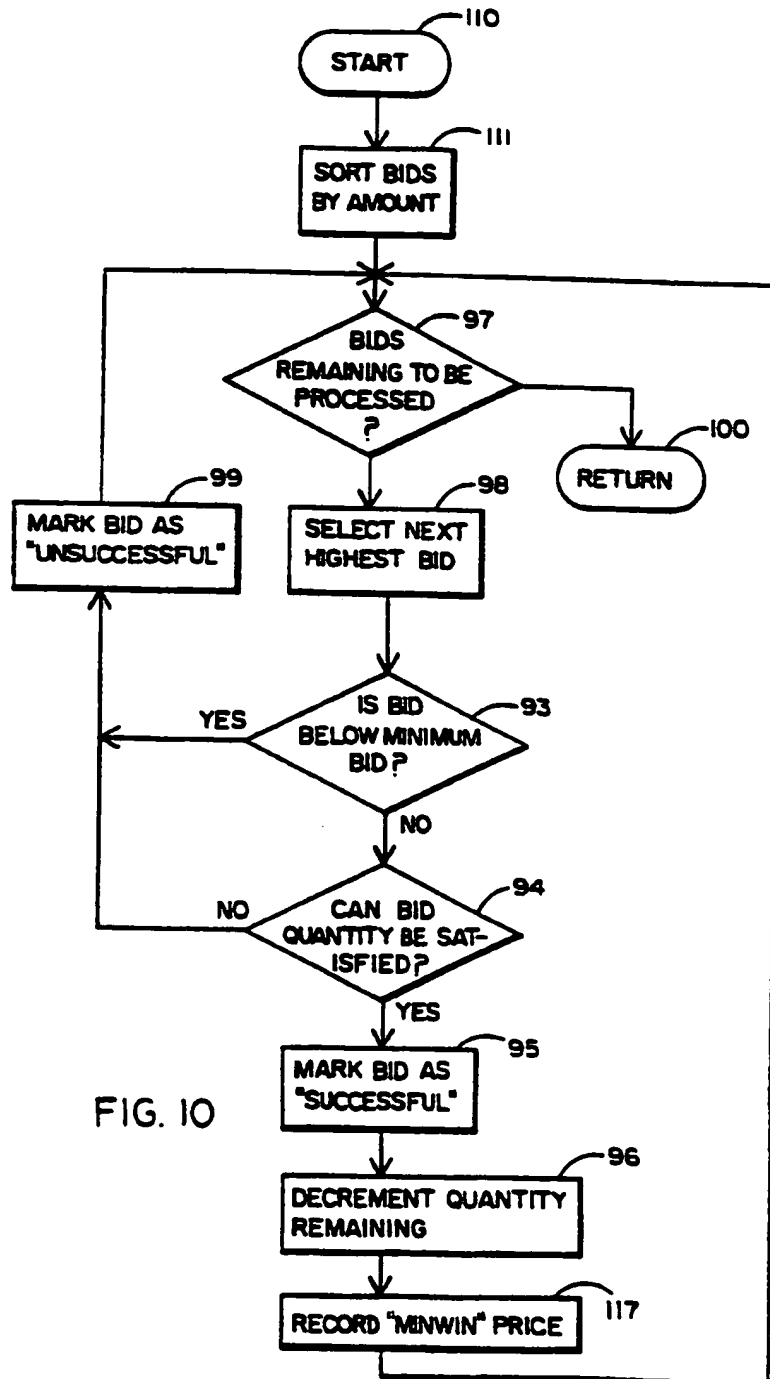 110
START
111
SORT BIDS
BY AMOUNT
97
BIDS
REMAINING TO BE
PROCESSED
?
100
RETURN
99
MARK BID AS
"UNSUCCESSFUL"
98
SELECT NEXT
HIGHEST BID
93
YES
IS BID
BELOW MINIMUM
BID?
NO
94
NO
CAN BID
QUANTITY BE SAT-
ISFIED?
YES
95
MARK BID AS
"SUCCESSFUL"
FIG. 10
96
DECREMENT QUANTITY
REMAINING
117
RECORD "MINWIN" PRICE